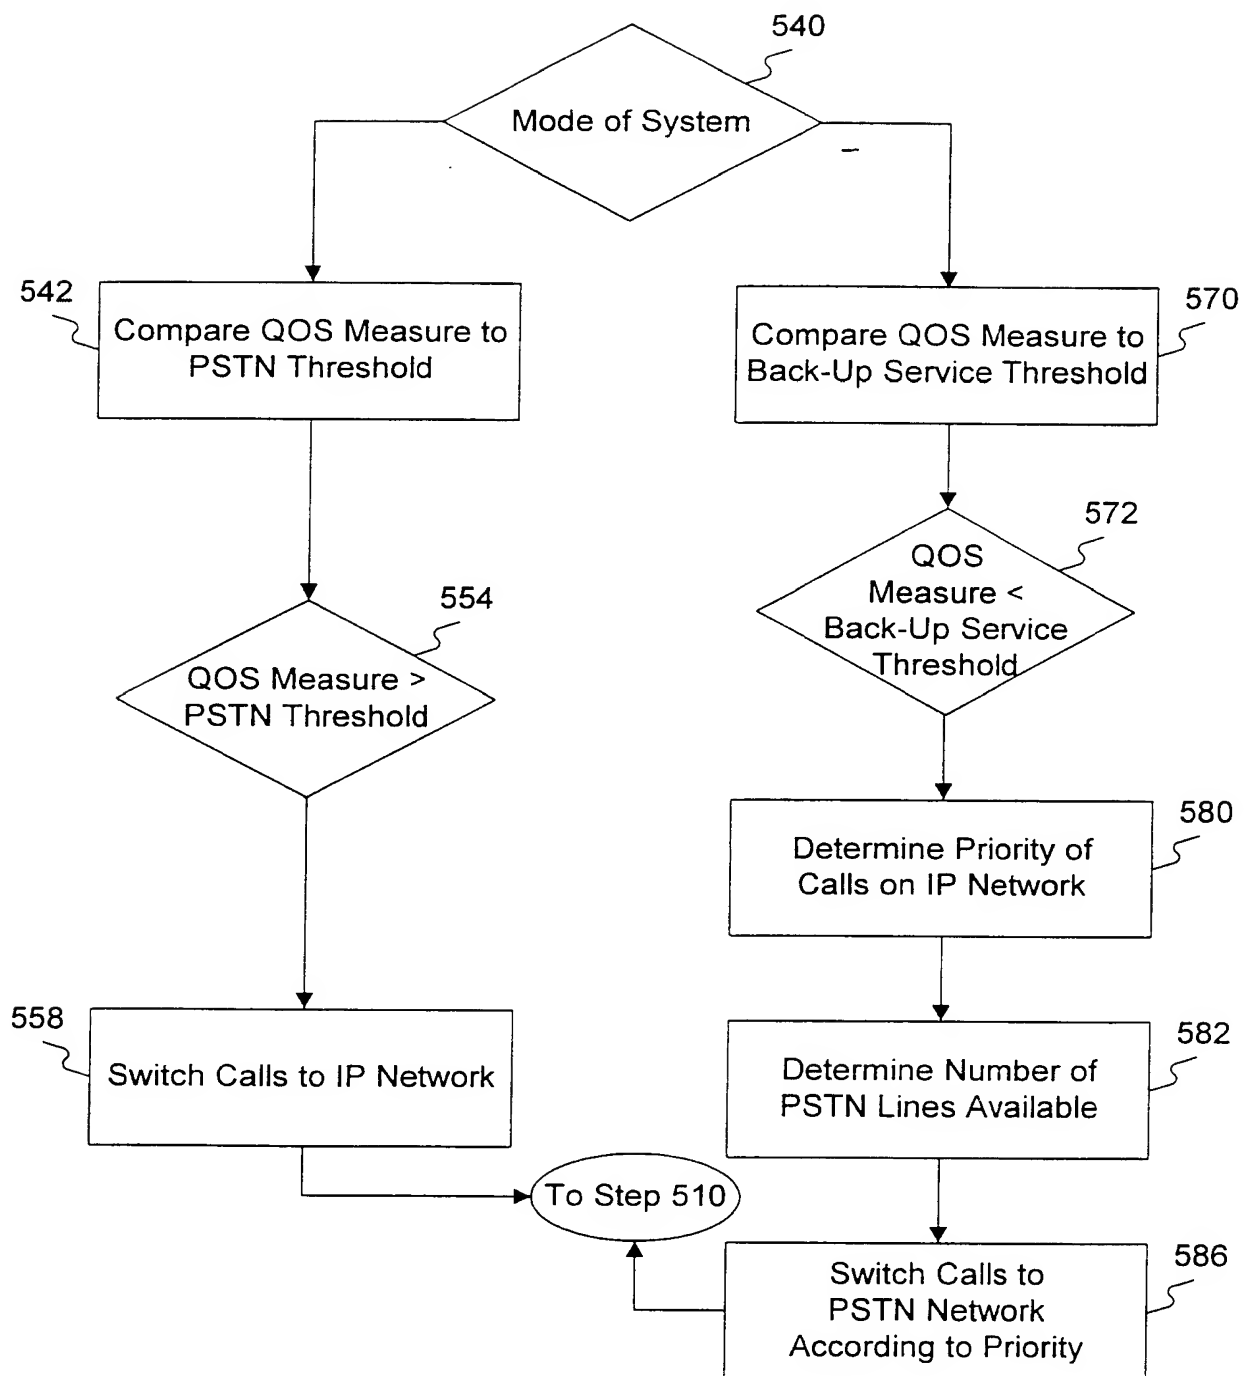 540
Mode of System
542
Compare QOS Measure to
PSTN Threshold
570
Compare QOS Measure to
Back-Up Service Threshold
572
QOS
Measure <
Back-Up Service
Threshold
554
QOS Measure >
PSTN Threshold
580
Determine Priority of
Calls on IP Network
558
Switch Calls to IP Network
582
Determine Number of
PSTN Lines Available
To Step 510
586
Switch Calls to
PSTN Network
According to Priority